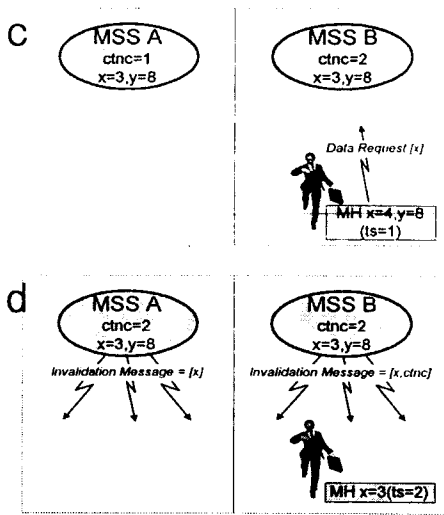 c
MSS A
ctnc=1
x=3,y=8
MSS B
ctnc=2
x=3,y=8
Data Request [x]
MH x=4,y=8
(ts=1)
d
MSS A
ctnc=2
x=3,y=8
Invalidation Message = [x]
MSS B
ctnc=2
x=3,y=8
Invalidation Message = [x,ctnc]
MH x=3(ts=2)